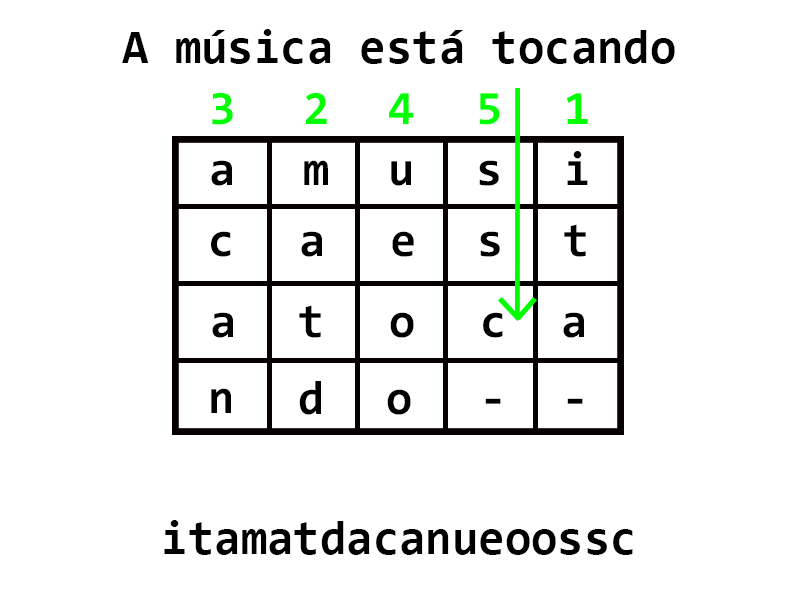 A música está tocando
3 2 4 5 1
a m u s i
c a e s t
a t o c a
n d o - -
itamatdacanueoossc